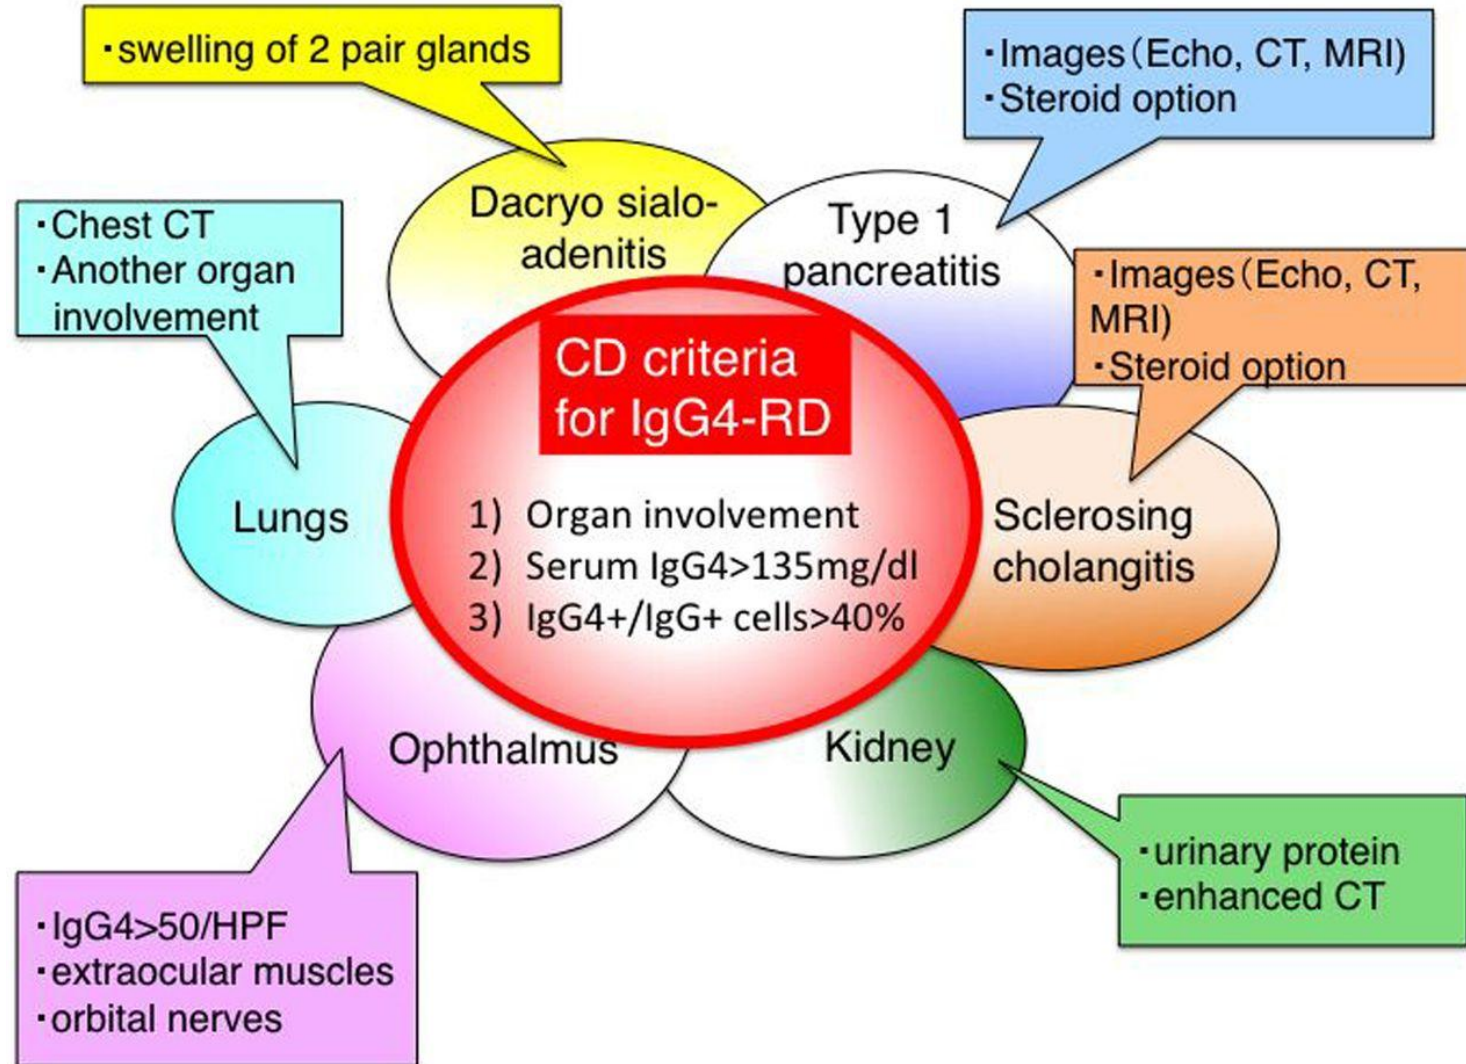 ・swelling of 2 pair glands
・Images(Echo, CT, MRI)
・Steroid option
Dacryo sialo-
adenitis
Type 1
pancreatitis
・Chest CT
・Another organ
involvement
・Images(Echo, CT,
MRI)
・Steroid option
CD criteria
for IgG4-RD
Lungs
1) Organ involvement
2) Serum IgG4>135mg/dl
3) IgG4+/IgG+ cells>40%
Sclerosing
cholangitis
Ophthalmus
Kidney
・urinary protein
・enhanced CT
・IgG4>50/HPF
・extraocular muscles
・orbital nerves